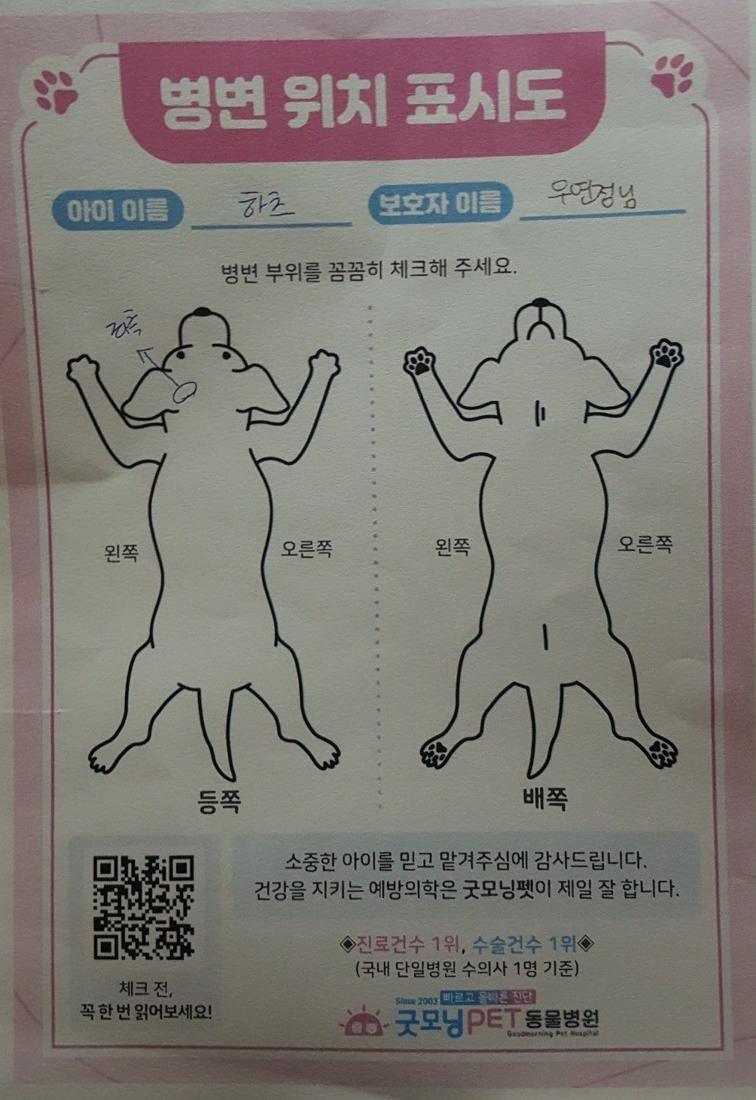 병변 위치 표시도
아이 이름 하츠 보호자 이름 우연정님
병변 부위를 꼼꼼히 체크해 주세요.
왼쪽 오른쪽 왼쪽 오른쪽
등쪽 배쪽
소중한 아이를 믿고 맡겨주심에 감사드립니다.
건강을 지키는 예방의학은 굿모닝펫이 제일 잘 합니다.
◈진료건수 1위, 수술건수 1위◈
(국내 단일병원 수의사 1명 기준)
체크 전,
꼭 한 번 읽어보세요!
Since 2003 빠르고 올바른 진단
굿모닝PET 동물병원
Goodmorning Pet Hospital